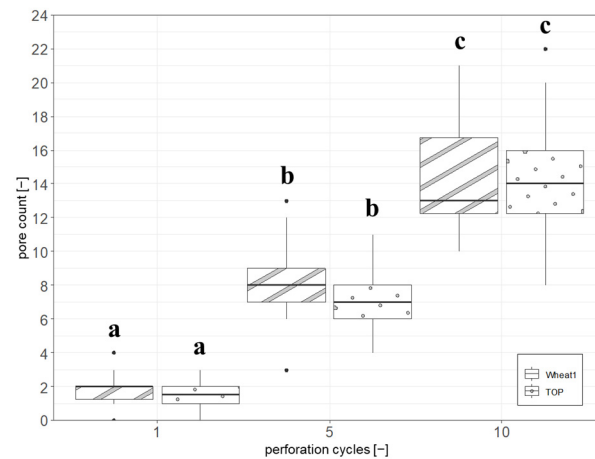 24
22
20
18
16
14
12
10
8
6
4
2
0
pore count [−]
a
a
b
b
c
c
Wheat1
TOP
1
5
10
perforation cycles [−]